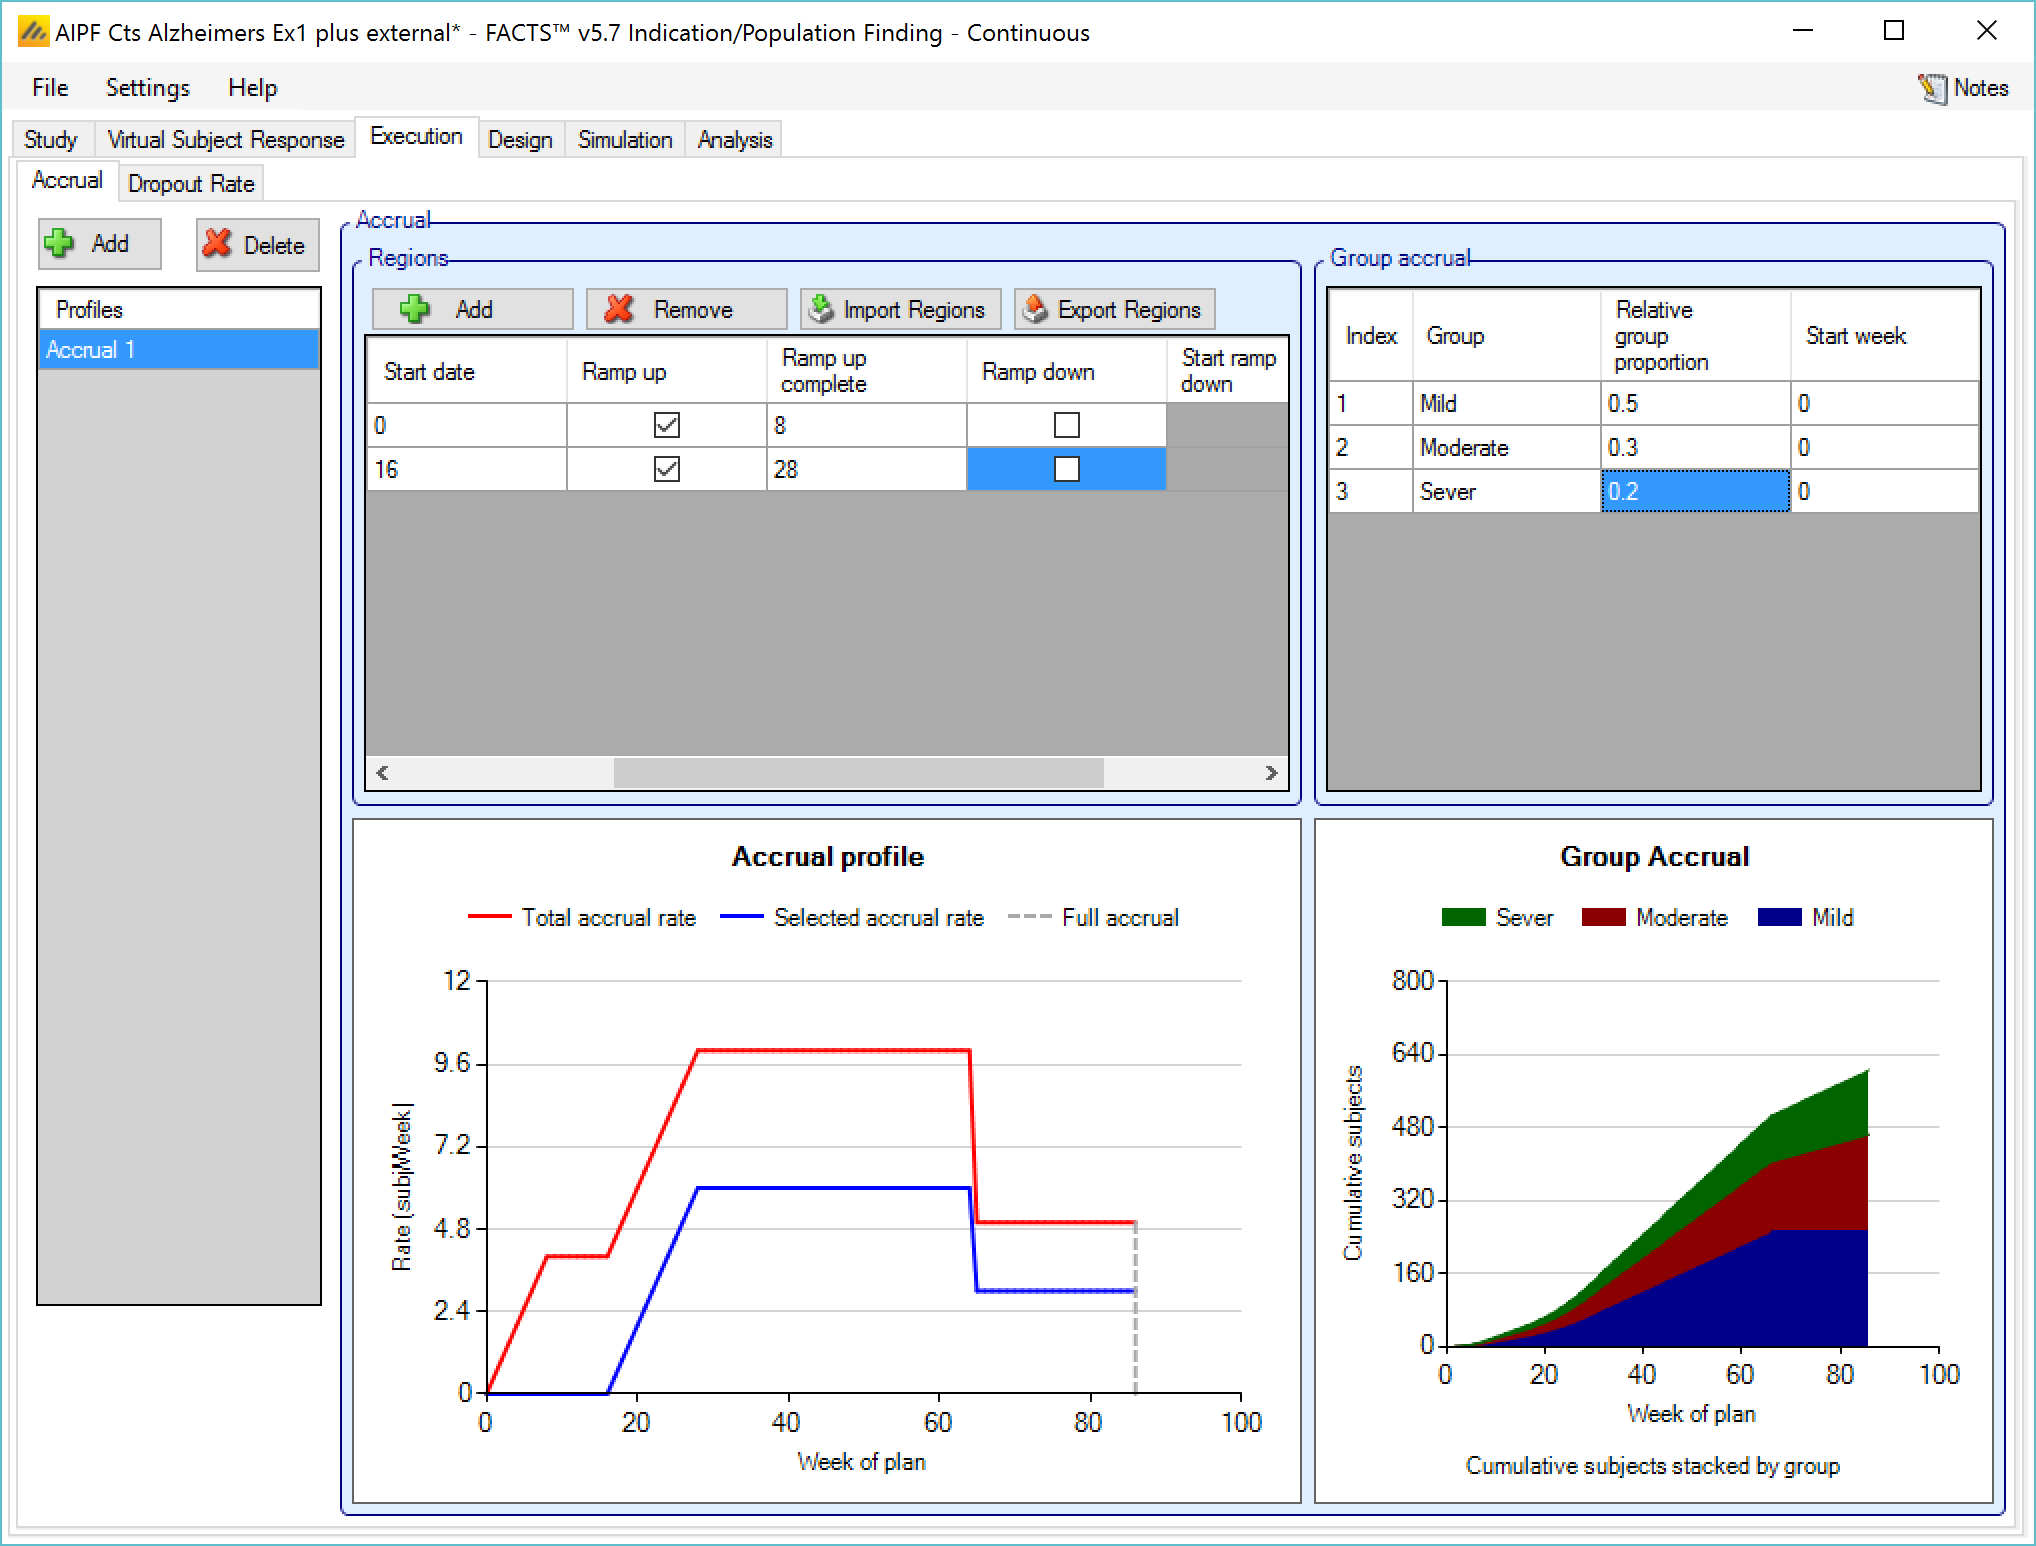 AIPF Cts Alzheimers Ex1 plus external* - FACTS™ v5.7 Indication/Population Finding - Continuous
File Settings Help Notes
Study Virtual Subject Response Execution Design Simulation Analysis
Accrual Dropout Rate
Add Delete
Profiles
Accrual 1
Accrual
Regions
Add Remove Import Regions Export Regions
Start date Ramp up Ramp up complete Ramp down Start ramp down
0 8
16 28
Group accrual
Index Group Relative group proportion Start week
1 Mild 0.5 0
2 Moderate 0.3 0
3 Sever 0.2 0
Accrual profile
Total accrual rate Selected accrual rate Full accrual
Rate (subj/Week)
12
9.6
7.2
4.8
2.4
0
0 20 40 60 80 100
Week of plan
Group Accrual
Sever Moderate Mild
Cumulative subjects
800
640
480
320
160
0
0 20 40 60 80 100
Week of plan
Cumulative subjects stacked by group